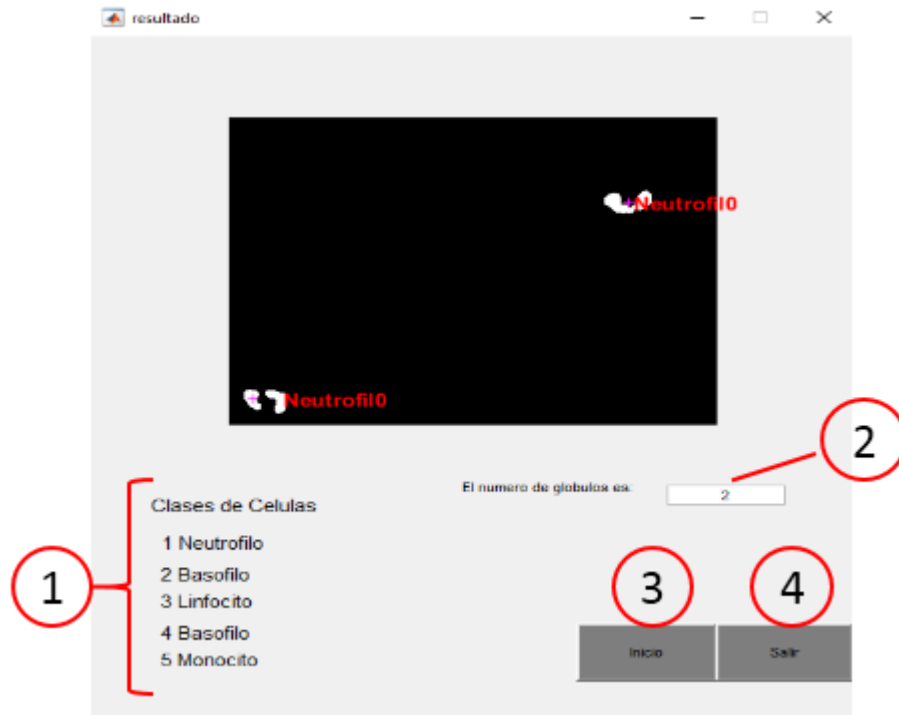 resultado
Neutrofil0
Neutrofil0
2
El numero de globulos es:
2
Clases de Celulas
1 Neutrofilo
2 Basofilo
3 Linfocito
4 Basofilo
5 Monocito
1
3
4
Inicio
Salir